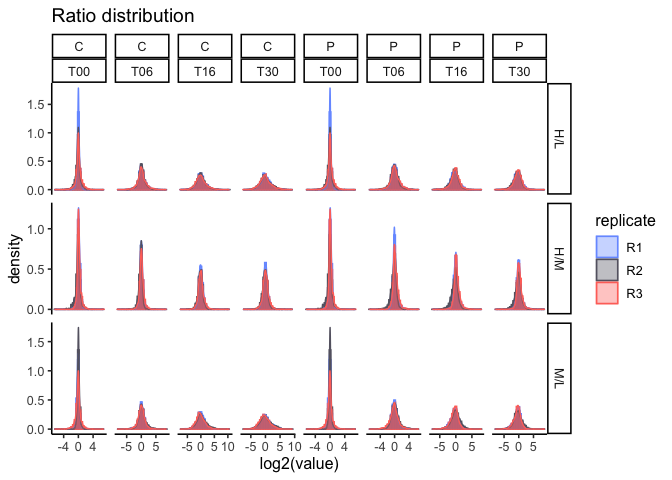 Ratio distribution
C C C C P P P P
T00 T06 T16 T30 T00 T06 T16 T30
1.5
1.0
0.5
0.0
H/L
1.0
0.5
0.0
H/M
1.5
1.0
0.5
0.0
M/L
density
-4 0 4 -5 0 5 -5 0 5 10 -5 0 5 10 -4 0 4 -4 0 4 -5 0 5 -5 0 5
log2(value)
replicate
R1
R2
R3